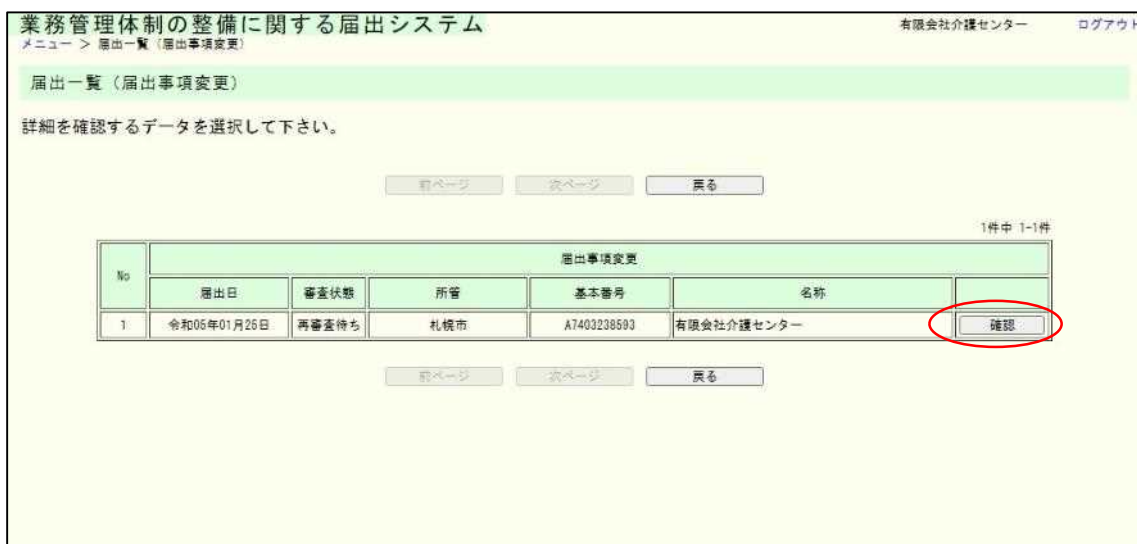 業務管理体制の整備に関する届出システム
有限会社介護センター ログアウト
メニュー > 届出一覧（届出事項変更）
届出一覧（届出事項変更）
詳細を確認するデータを選択して下さい。
前ページ 次ページ 戻る
1件中 1-1件
No 届出事項変更
届出日 審査状態 所管 基本番号 名称
1 令和05年01月25日 再審査待ち 札幌市 A7403238593 有限会社介護センター 確認
前ページ 次ページ 戻る